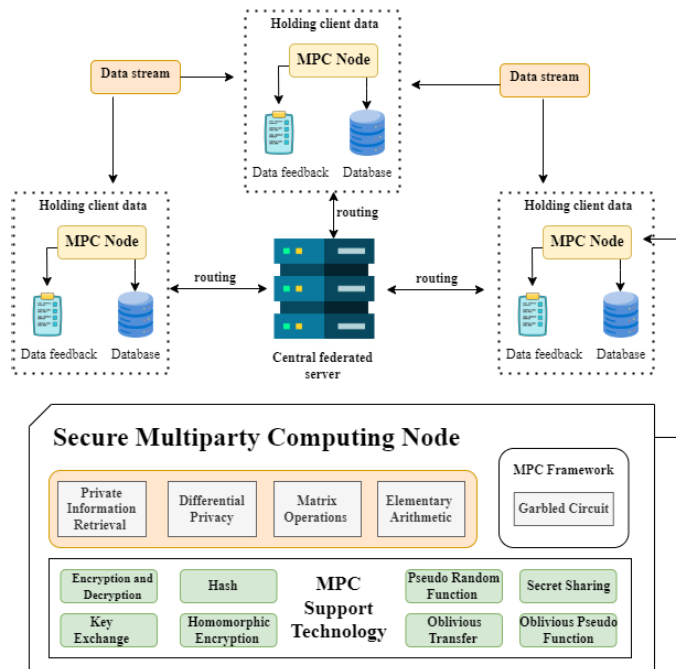 Holding client data
MPC Node
Data stream
Data stream
Data feedback
Database
Holding client data
MPC Node
Data feedback
Database
routing
routing
routing
Central federated
server
Holding client data
MPC Node
Data feedback
Database
Secure Multiparty Computing Node
Private
Information
Retrieval
Differential
Privacy
Matrix
Operations
Elementary
Arithmetic
MPC Framework
Garbled Circuit
Encryption and
Decryption
Hash
Key
Exchange
Homomorphic
Encryption
MPC
Support
Technology
Pseudo Random
Function
Secret Sharing
Oblivious
Transfer
Oblivious Pseudo
Function